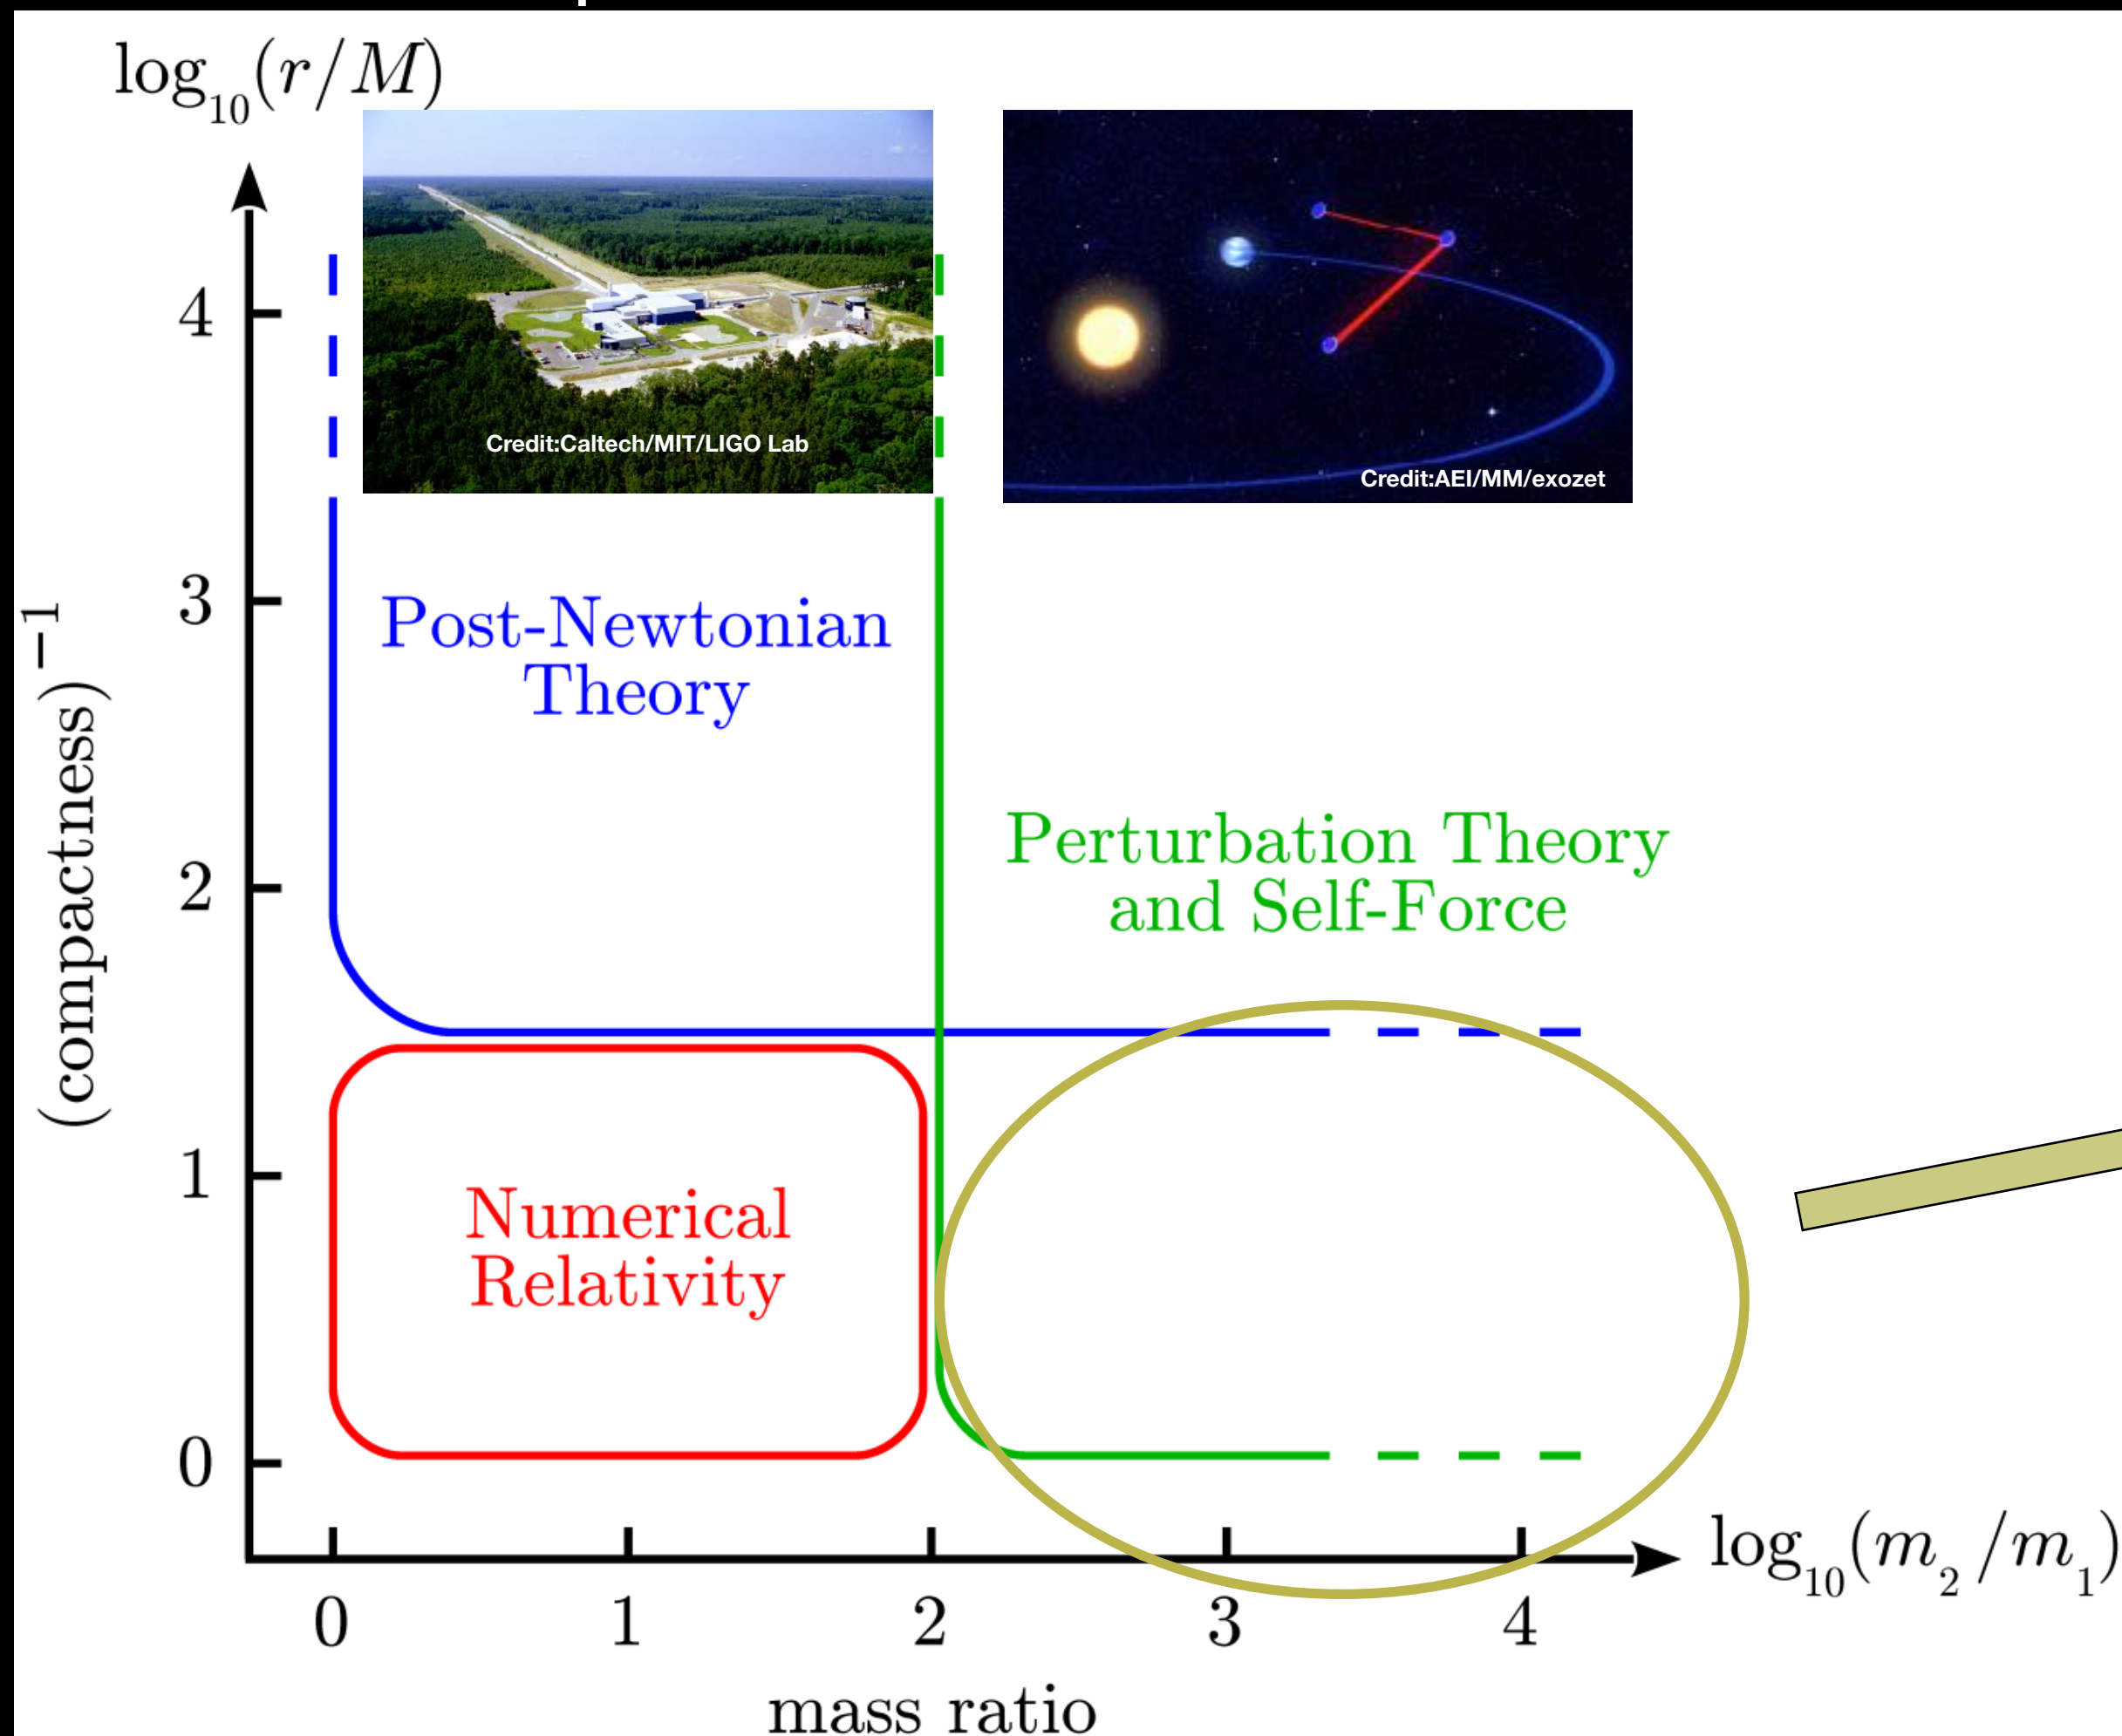 log₁₀(r/M)
Credit:Caltech/MIT/LIGO Lab
Credit:AEI/MM/exozet
4
3
2
1
0
(compactness)⁻¹
Post-Newtonian
Theory
Perturbation Theory
and Self-Force
Numerical
Relativity
log₁₀(m₂/m₁)
0 1 2 3 4
mass ratio